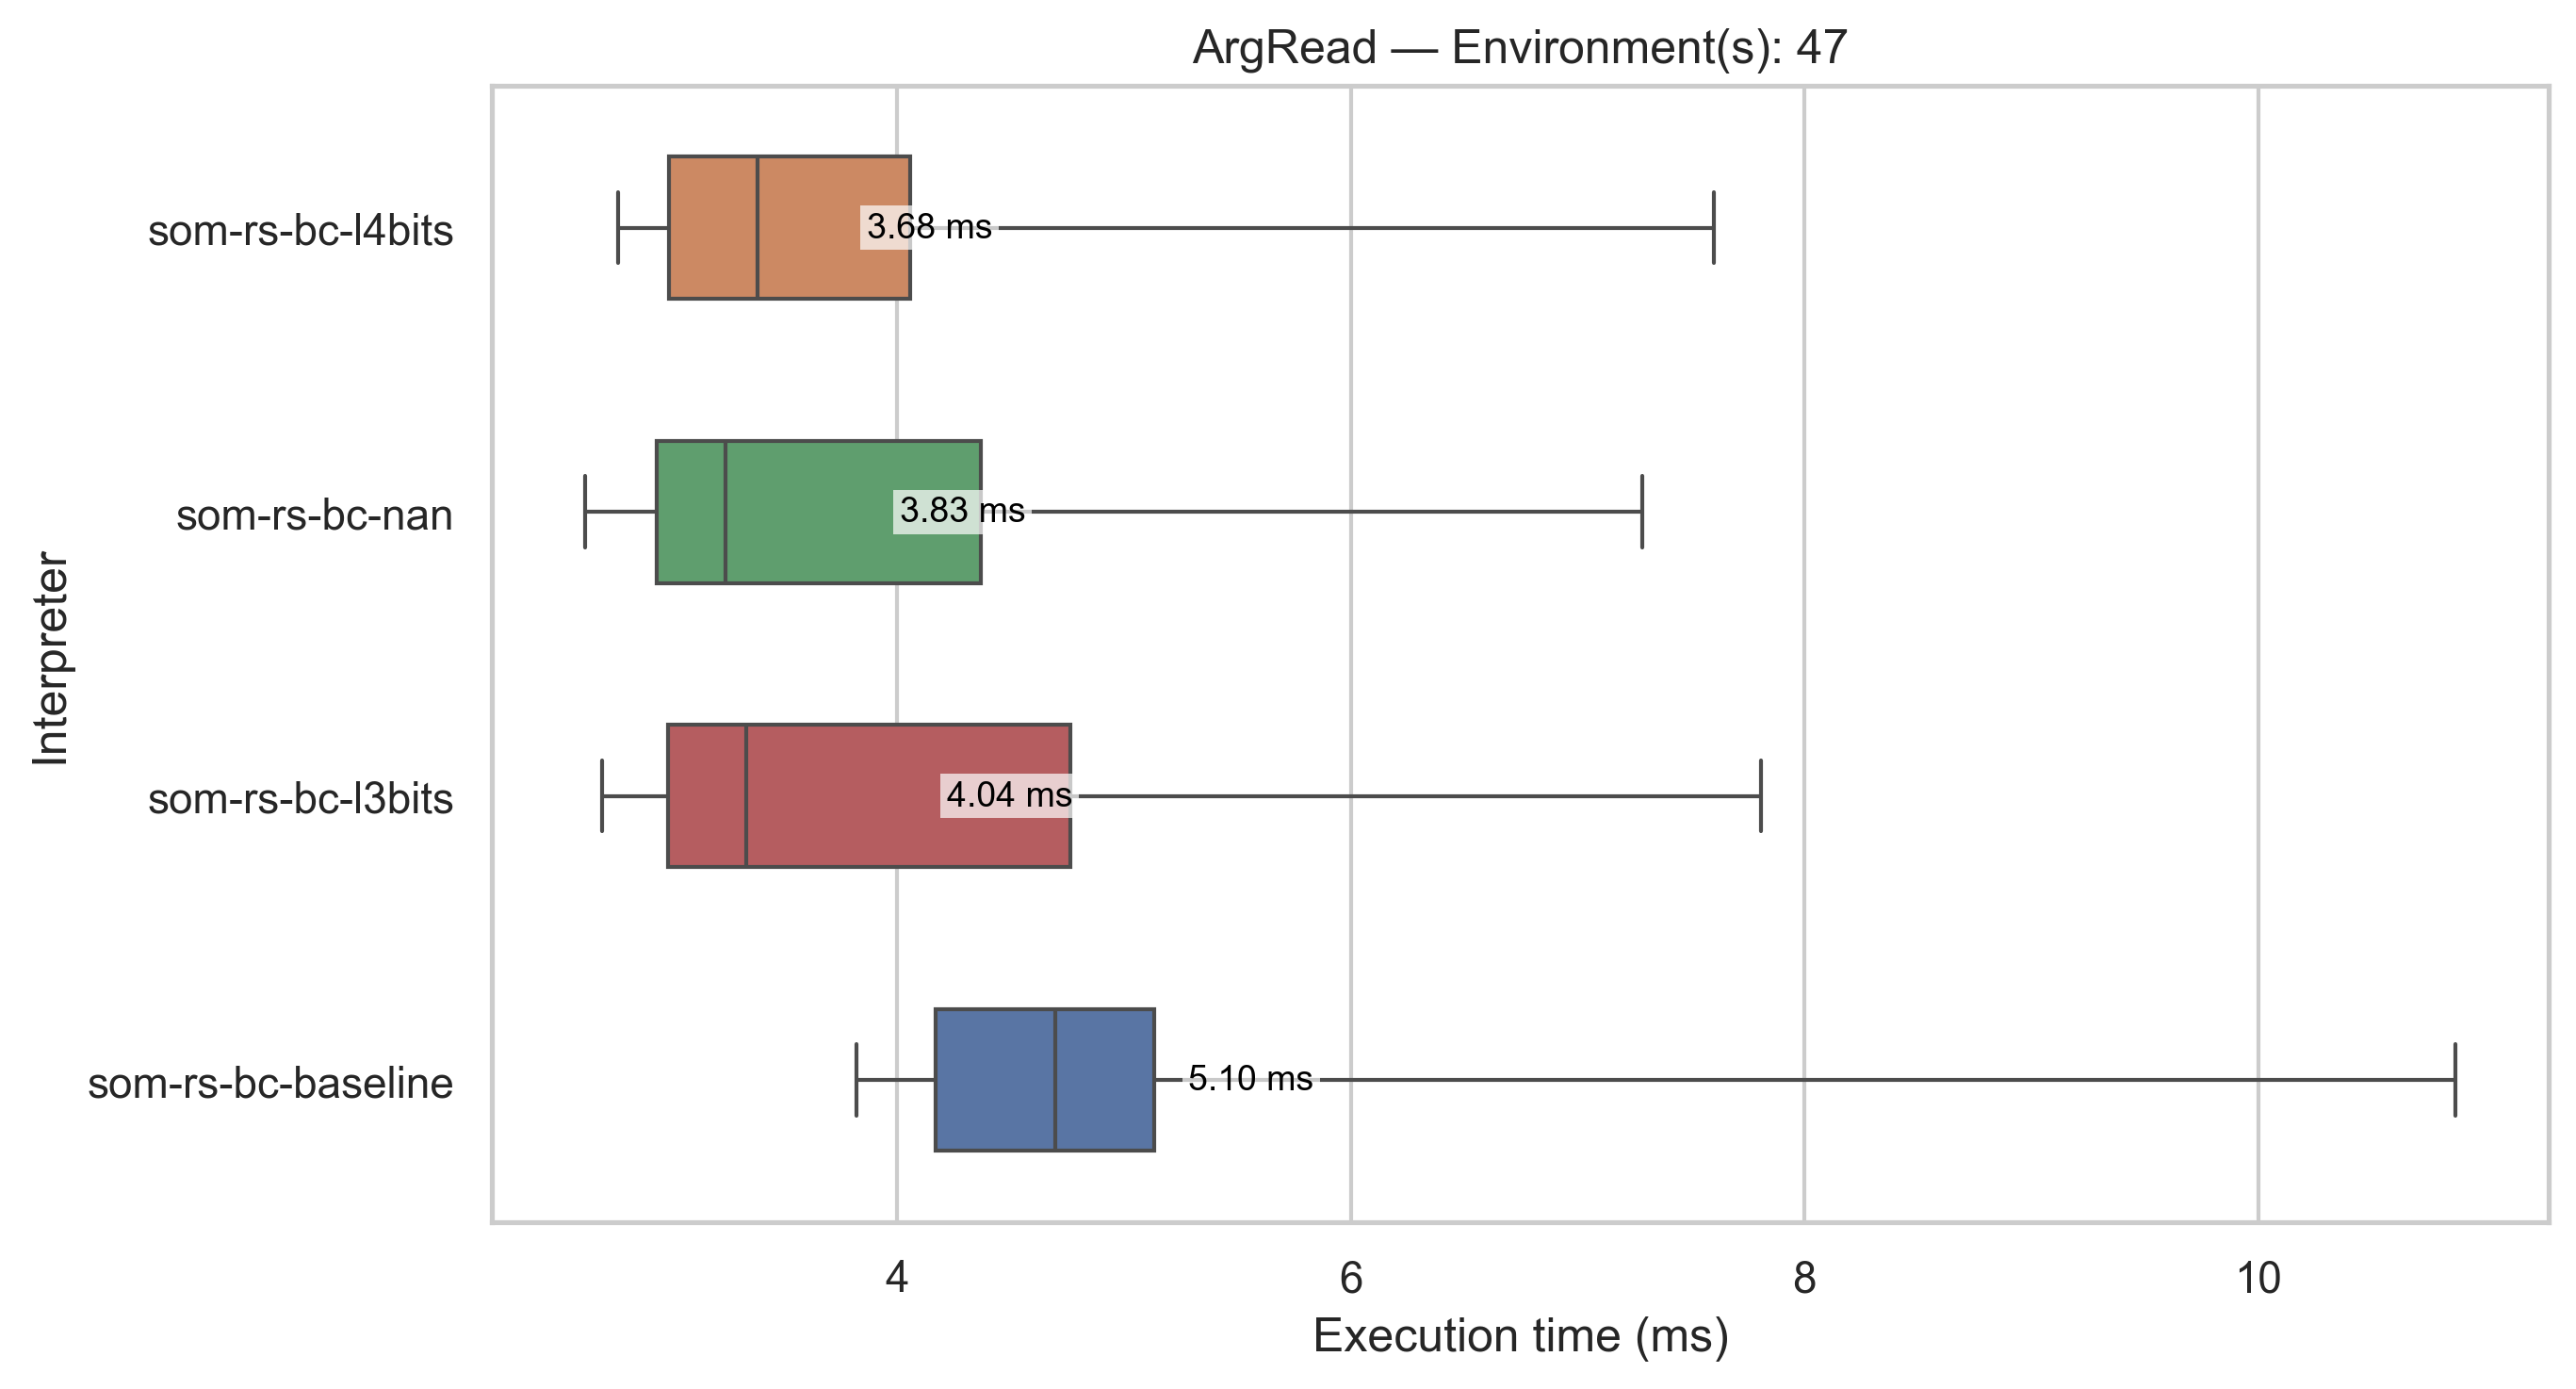 ArgRead — Environment(s): 47
som-rs-bc-l4bits
3.68 ms
som-rs-bc-nan
3.83 ms
som-rs-bc-l3bits
4.04 ms
som-rs-bc-baseline
5.10 ms
Interpreter
4 6 8 10
Execution time (ms)